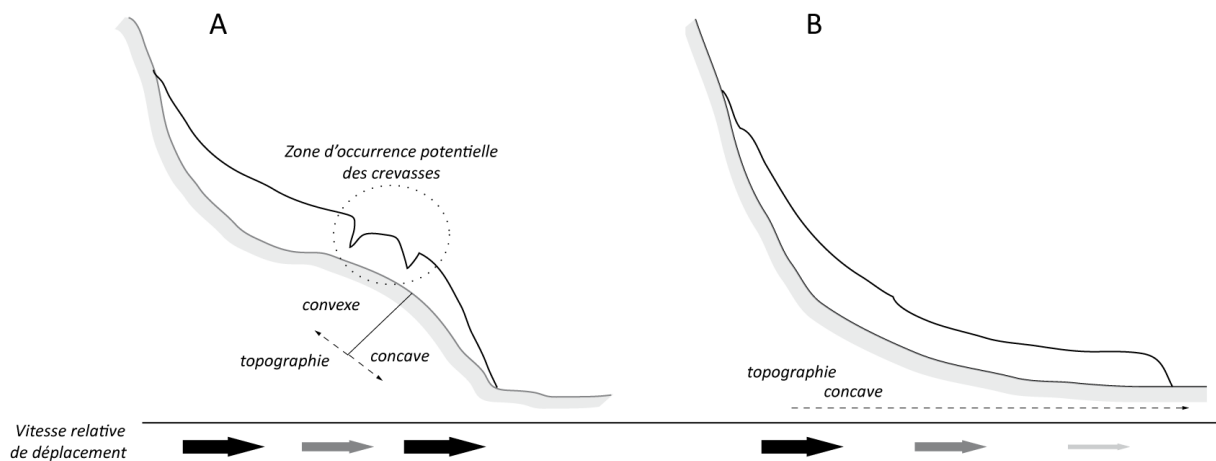 A
B
Zone d'occurrence potentielle
des crevasses
convexe
topographie
concave
topographie
concave
Vitesse relative
de déplacement